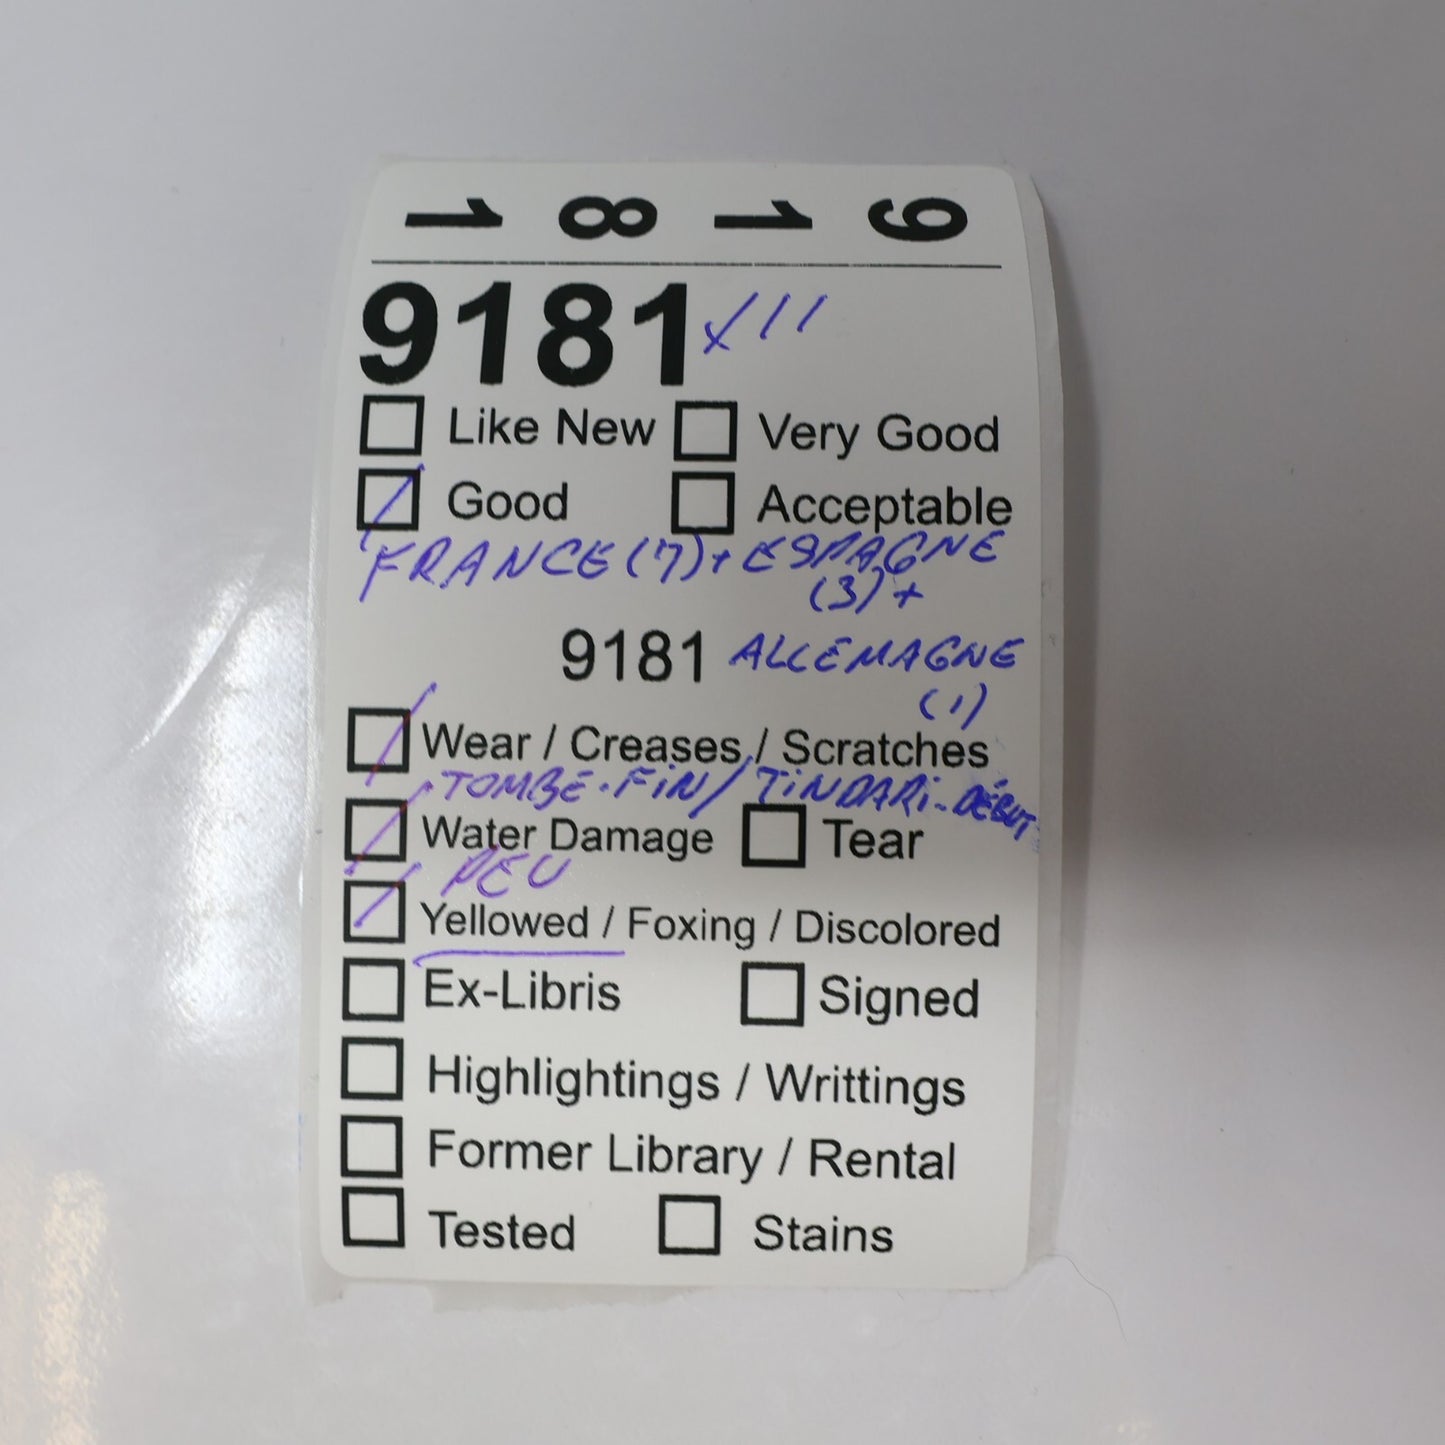 9181
9181 x 11
Like New Very Good
Good Acceptable
FRANCE (7) + ESPAGNE
(3) +
9181 ALLEMAGNE
(1)
Wear / Creases / Scratches
TOMBE-FIN / TINDARI-DÉBUT
Water Damage Tear
PEU
Yellowed / Foxing / Discolored
Ex-Libris Signed
Highlightings / Writtings
Former Library / Rental
Tested Stains